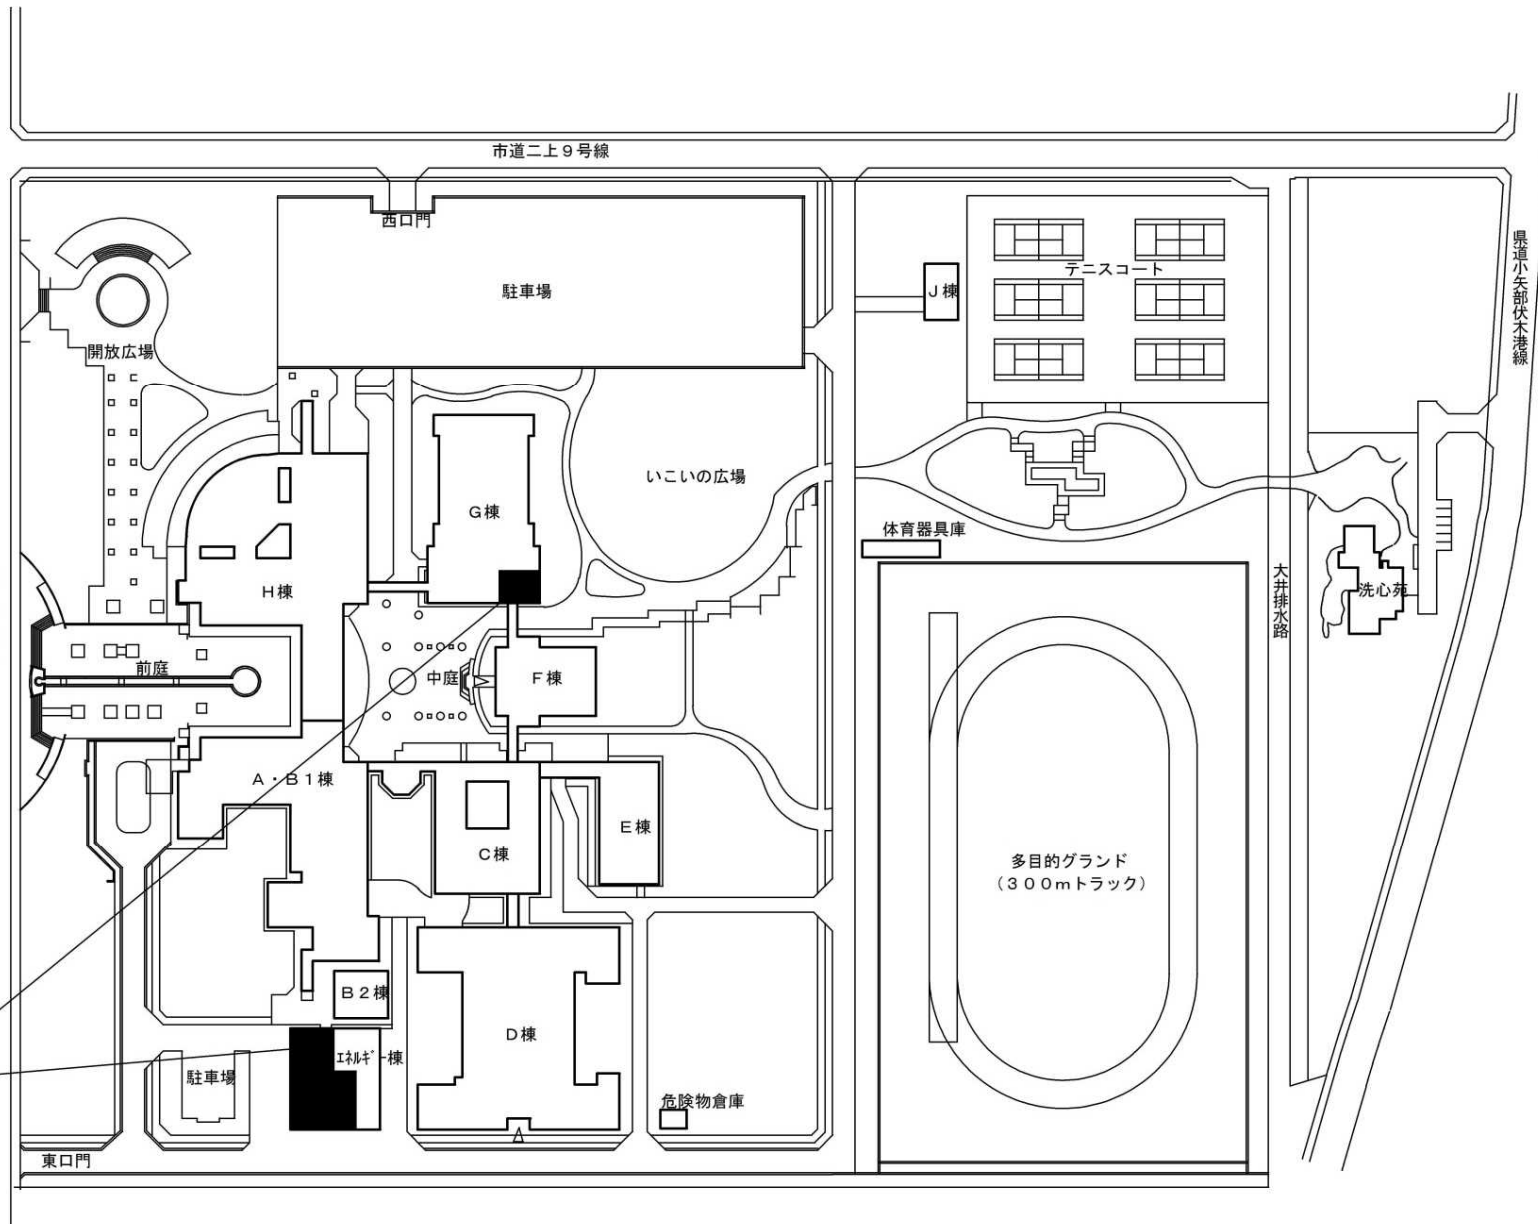 市道二上９号線
西口門
駐車場
テニスコート
Ｊ棟
県道小矢部伏木港線
開放広場
いこいの広場
Ｇ棟
体育器具庫
大井排水路
洗心苑
Ｈ棟
前庭
中庭
Ｆ棟
Ａ・Ｂ１棟
Ｅ棟
Ｃ棟
多目的グランド
（３００ｍトラック）
Ｂ２棟
Ｄ棟
ｴﾈﾙｷﾞｰ棟
駐車場
危険物倉庫
東口門